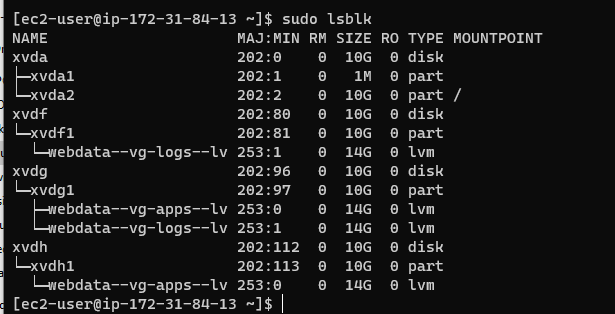 [ec2-user@ip-172-31-84-13 ~]$ sudo lsblk
NAME                    MAJ:MIN RM SIZE RO TYPE MOUNTPOINT
xvda                    202:0    0  10G  0 disk
├─xvda1                 202:1    0   1M  0 part
└─xvda2                 202:2    0  10G  0 part /
xvdf                    202:80   0  10G  0 disk
└─xvdf1                 202:81   0  10G  0 part
  └─webdata--vg-logs--lv 253:1    0  14G  0 lvm
xvdg                    202:96   0  10G  0 disk
└─xvdg1                 202:97   0  10G  0 part
  ├─webdata--vg-apps--lv 253:0    0  14G  0 lvm
  └─webdata--vg-logs--lv 253:1    0  14G  0 lvm
xvdh                    202:112  0  10G  0 disk
└─xvdh1                 202:113  0  10G  0 part
  └─webdata--vg-apps--lv 253:0    0  14G  0 lvm
[ec2-user@ip-172-31-84-13 ~]$